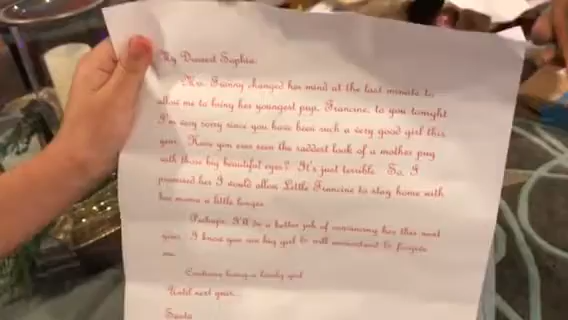 My Dearest Sophie,
Mrs. Franny changed her mind at the last minute to
allow me to bring her youngest pup, Francine, to you tonight
I'm very sorry since you have been such a very good girl this
year. Have you ever seen the saddest look of a mother pug
with those big beautiful eyes? It's just terrible. So, I
promised her I would allow Little Francine to stay home with
her mama a little longer.
Perhaps, I'll do a better job of convincing her this next
year. I know you are big girl & will understand & forgive
me.
Continue being a lovely girl
Until next year...
Santa